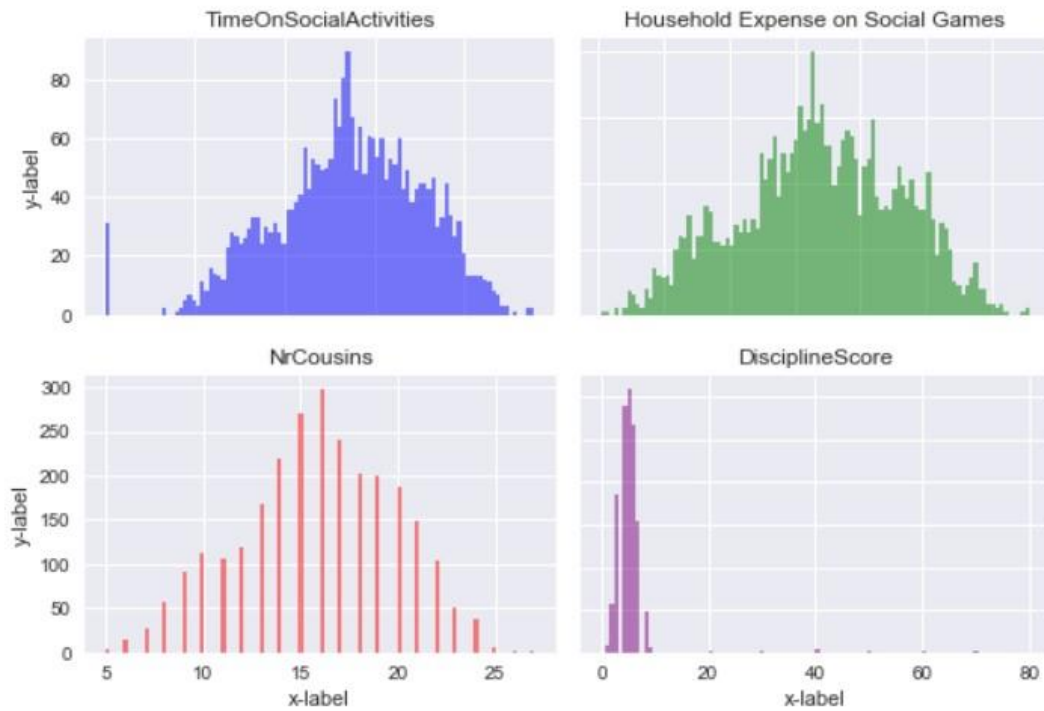 TimeOnSocialActivities
Household Expense on Social Games
y-label
80
60
40
20
0
NrCousins
DisciplineScore
y-label
300
250
200
150
100
50
0
5 10 15 20 25
0 20 40 60 80
x-label
x-label